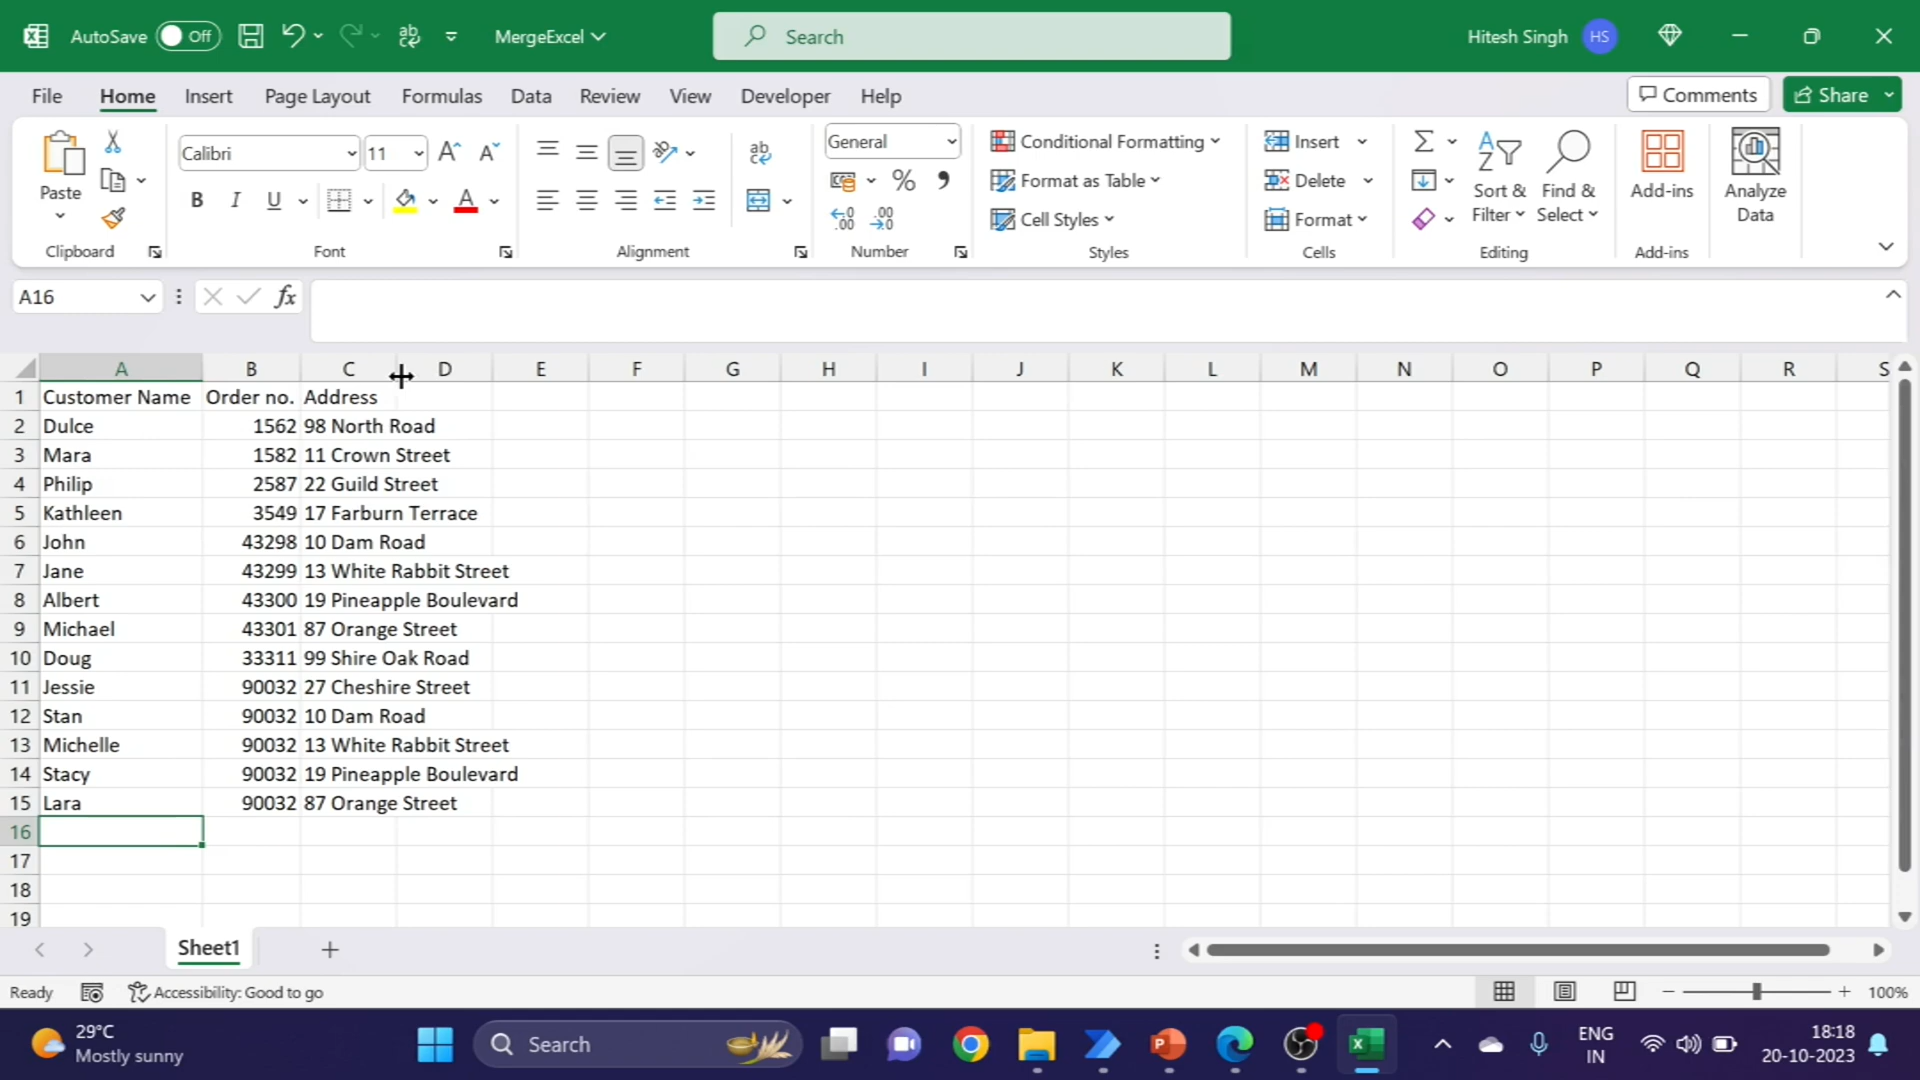 AutoSave Off MergeExcel Search Hitesh Singh HS
File Home Insert Page Layout Formulas Data Review View Developer Help Comments Share
Paste Calibri 11 General Conditional Formatting Insert
Format as Table Delete Sort & Find & Add-ins Analyze
B I U Cell Styles Format Filter Select Data
Clipboard Font Alignment Number Styles Cells Editing Add-ins
A16 fx
A B C D E F G H I J K L M N O P Q R S
1 Customer Name Order no. Address
2 Dulce 1562 98 North Road
3 Mara 1582 11 Crown Street
4 Philip 2587 22 Guild Street
5 Kathleen 3549 17 Farburn Terrace
6 John 43298 10 Dam Road
7 Jane 43299 13 White Rabbit Street
8 Albert 43300 19 Pineapple Boulevard
9 Michael 43301 87 Orange Street
10 Doug 33311 99 Shire Oak Road
11 Jessie 90032 27 Cheshire Street
12 Stan 90032 10 Dam Road
13 Michelle 90032 13 White Rabbit Street
14 Stacy 90032 19 Pineapple Boulevard
15 Lara 90032 87 Orange Street
16
17
18
19
Sheet1
Ready Accessibility: Good to go 100%
29°C ENG 18:18
Mostly sunny Search IN 20-10-2023